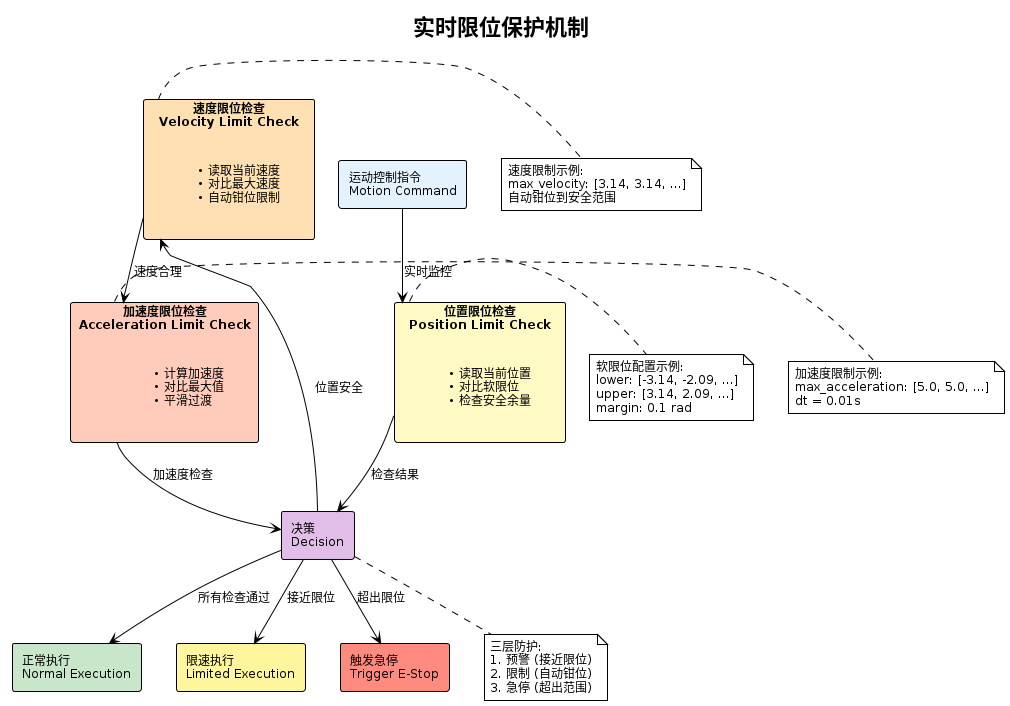 实时限位保护机制
速度限位检查
Velocity Limit Check
• 读取当前速度
• 对比最大速度
• 自动钳位限制
运动控制指令
Motion Command
速度限制示例:
max_velocity: [3.14, 3.14, ...]
自动钳位到安全范围
速度合理
实时监控
加速度限位检查
Acceleration Limit Check
• 计算加速度
• 对比最大值
• 平滑过渡
位置限位检查
Position Limit Check
• 读取当前位置
• 对比软限位
• 检查安全余量
软限位配置示例:
lower: [-3.14, -2.09, ...]
upper: [3.14, 2.09, ...]
margin: 0.1 rad
加速度限制示例:
max_acceleration: [5.0, 5.0, ...]
dt = 0.01s
位置安全
加速度检查
检查结果
决策
Decision
所有检查通过
接近限位
超出限位
正常执行
Normal Execution
限速执行
Limited Execution
触发急停
Trigger E-Stop
三层防护:
1. 预警 (接近限位)
2. 限制 (自动钳位)
3. 急停 (超出范围)